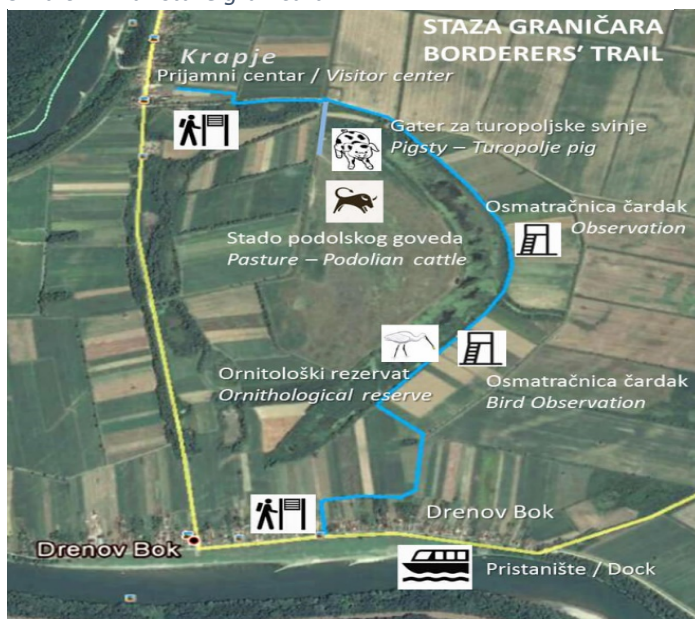 STAZA GRANIČARA
BORDERERS' TRAIL
Krapje
Prijamni centar / Visitor center
Gater za turopoljske svinje
Pigsty – Turopolje pig
Osmatračnica čardak
Observation
Stado podolskog goveda
Pasture – Podolian cattle
Ornitološki rezervat
Ornithological reserve
Osmatračnica čardak
Bird Observation
Drenov Bok
Drenov Bok
Pristanište / Dock